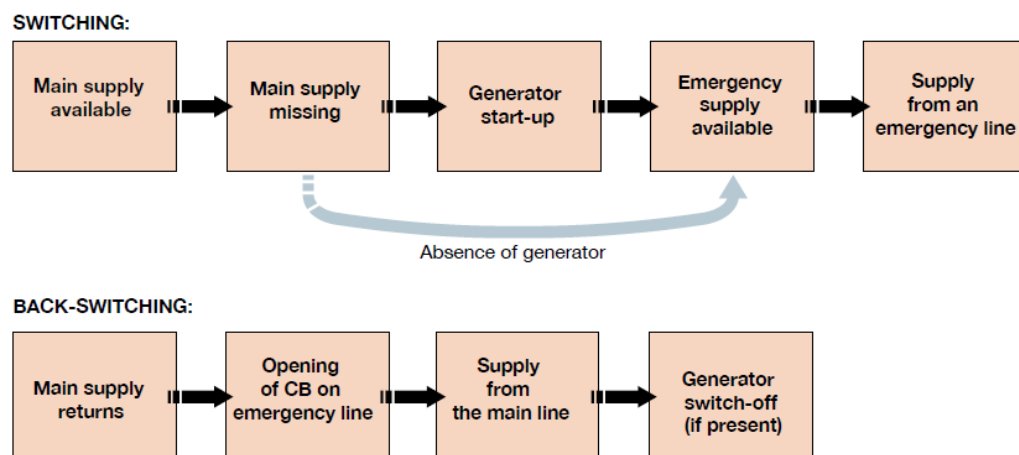 SWITCHING:
Main supply
available
Main supply
missing
Generator
start-up
Emergency
supply
available
Supply
from an
emergency line
Absence of generator
BACK-SWITCHING:
Main supply
returns
Opening
of CB on
emergency line
Supply
from
the main line
Generator
switch-off
(if present)